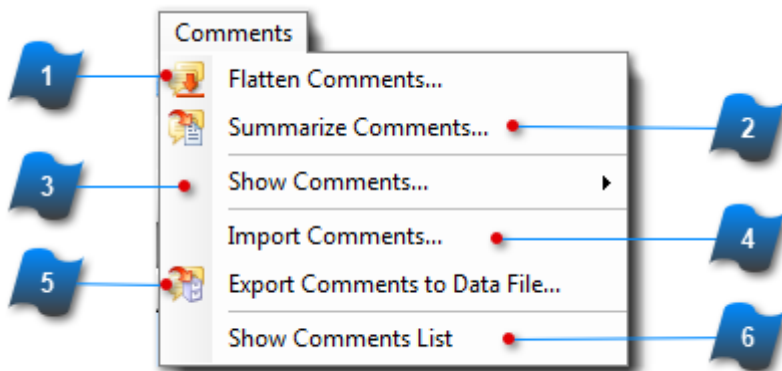 Comments
1 Flatten Comments...
Summarize Comments... 2
3 Show Comments...
Import Comments... 4
5 Export Comments to Data File...
Show Comments List 6